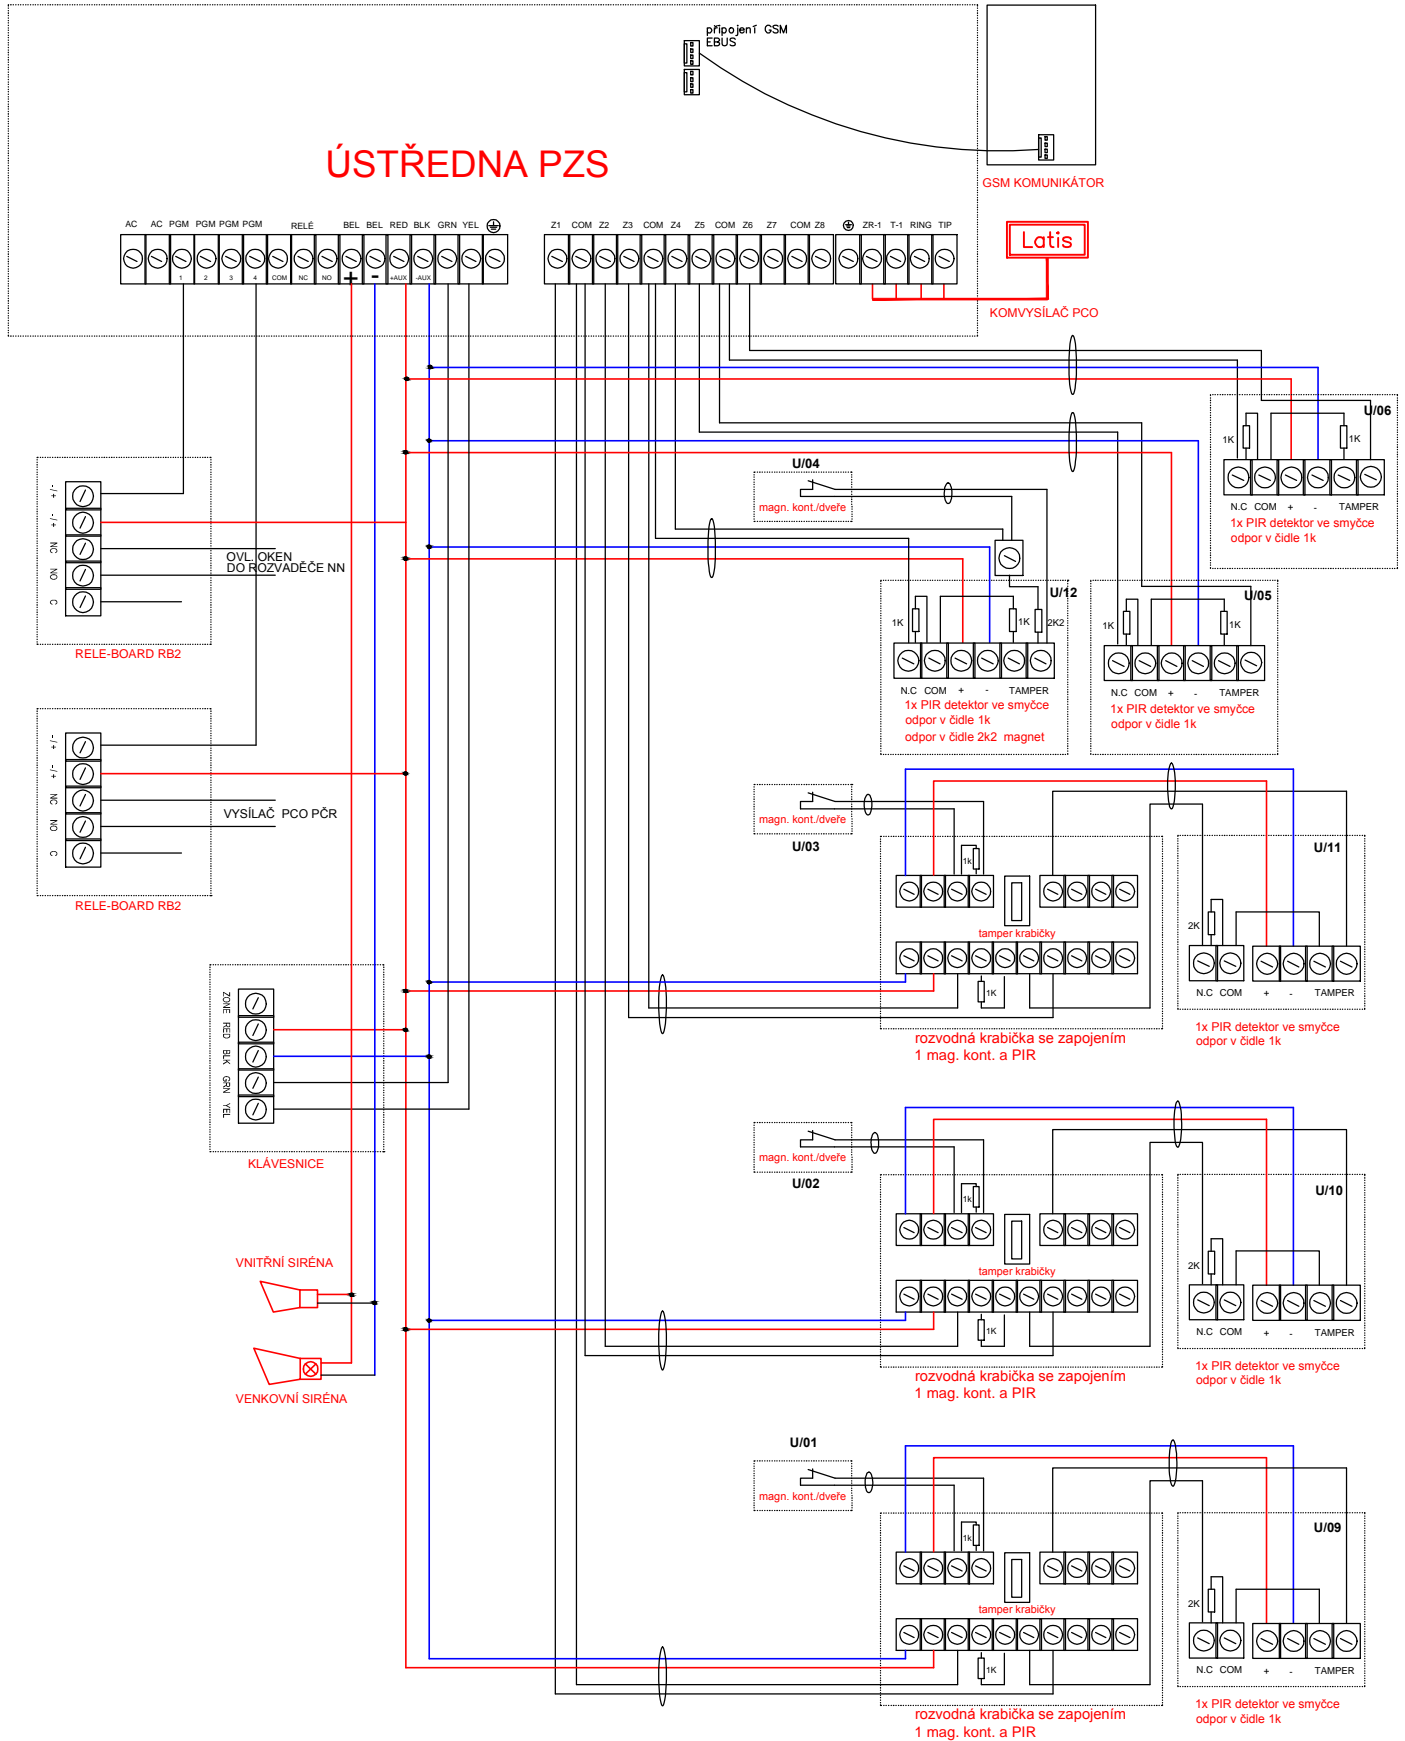 připojení GSM
EBUS
ÚSTŘEDNA PZS
GSM KOMUNIKÁTOR
AC AC PGM PGM PGM PGM RELÉ BEL BEL RED BLK GRN YEL
1 2 3 4 COM NC NO + - +AUX -AUX
Z1 COM Z2 Z3 COM Z4 Z5 COM Z6 Z7 COM Z8 ZR-1 T-1 RING TIP
Latis
KOMVYSÍLAČ PCO
U/06
1K 1K
N.C COM + - TAMPER
1x PIR detektor ve smyčce
odpor v čidle 1k
U/04
magn. kont./dveře
U/12
1K 1K 2K2
N.C COM + - TAMPER
1x PIR detektor ve smyčce
odpor v čidle 1k
odpor v čidle 2k2 magnet
U/05
1K 1K
N.C COM + - TAMPER
1x PIR detektor ve smyčce
odpor v čidle 1k
-/+
-/+
NC
NO
C
OVL. OKEN
DO ROZVADĚČE NN
RELE-BOARD RB2
-/+
-/+
NC
NO
C
VYSÍLAČ PCO PČR
RELE-BOARD RB2
magn. kont./dveře
U/03
1k
tamper krabičky
1K
rozvodná krabička se zapojením
1 mag. kont. a PIR
U/11
2K
N.C COM + - TAMPER
1x PIR detektor ve smyčce
odpor v čidle 1k
ZONE
RED
BLK
GRN
YEL
KLÁVESNICE
magn. kont./dveře
U/02
1k
tamper krabičky
1K
rozvodná krabička se zapojením
1 mag. kont. a PIR
U/10
2K
N.C COM + - TAMPER
1x PIR detektor ve smyčce
odpor v čidle 1k
VNITŘNÍ SIRÉNA
VENKOVNÍ SIRÉNA
U/01
magn. kont./dveře
1k
tamper krabičky
1K
rozvodná krabička se zapojením
1 mag. kont. a PIR
U/09
2K
N.C COM + - TAMPER
1x PIR detektor ve smyčce
odpor v čidle 1k